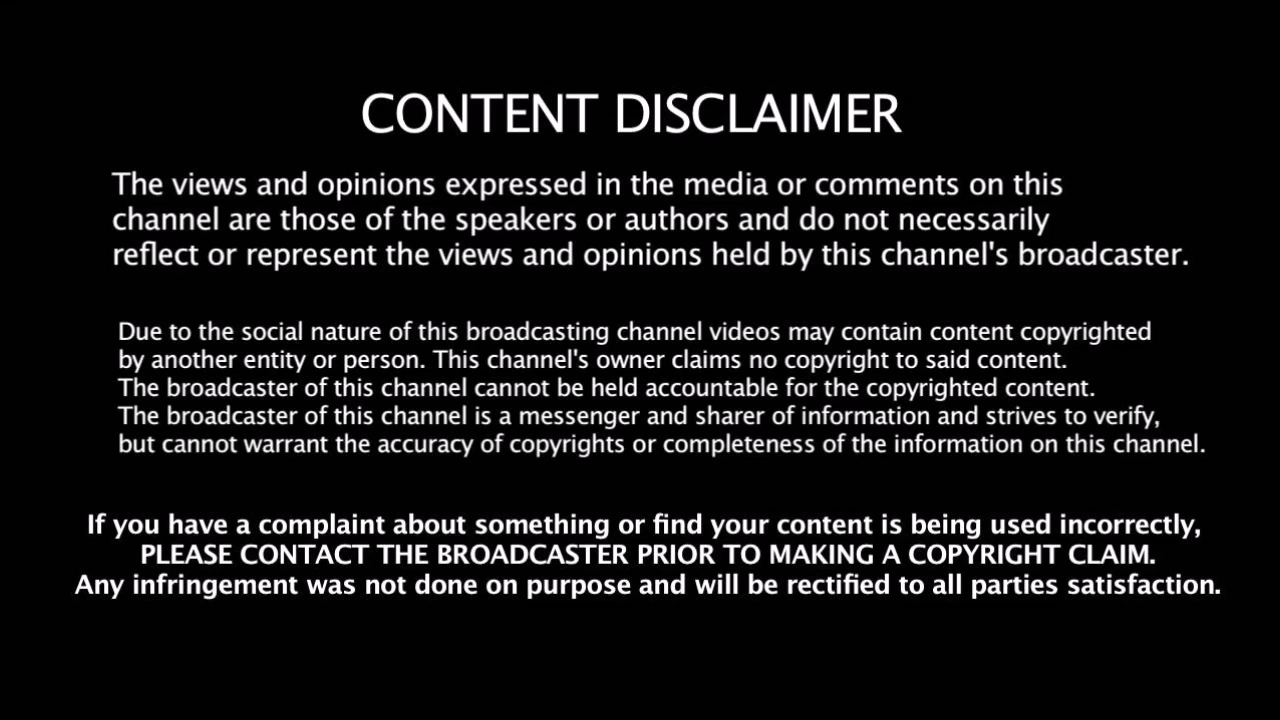 CONTENT DISCLAIMER
The views and opinions expressed in the media or comments on this
channel are those of the speakers or authors and do not necessarily
reflect or represent the views and opinions held by this channel's broadcaster.
Due to the social nature of this broadcasting channel videos may contain content copyrighted
by another entity or person. This channel's owner claims no copyright to said content.
The broadcaster of this channel cannot be held accountable for the copyrighted content.
The broadcaster of this channel is a messenger and sharer of information and strives to verify,
but cannot warrant the accuracy of copyrights or completeness of the information on this channel.
If you have a complaint about something or find your content is being used incorrectly,
PLEASE CONTACT THE BROADCASTER PRIOR TO MAKING A COPYRIGHT CLAIM.
Any infringement was not done on purpose and will be rectified to all parties satisfaction.